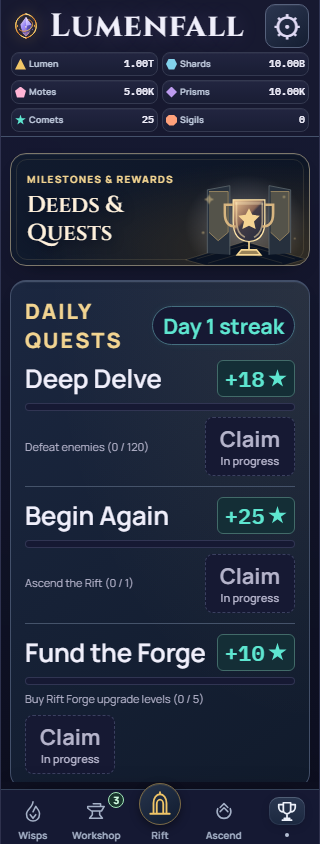 LUMENFALL
Lumen 1.00T
Shards 10.00B
Motes 5.00K
Prisms 10.00K
Comets 25
Sigils 0
MILESTONES & REWARDS
DEEDS &
QUESTS
DAILY
QUESTS
Day 1 streak
Deep Delve +18
Defeat enemies (0 / 120)
Claim
In progress
Begin Again +25
Ascend the Rift (0 / 1)
Claim
In progress
Fund the Forge +10
Buy Rift Forge upgrade levels (0 / 5)
Claim
In progress
3
Wisps Workshop Rift Ascend